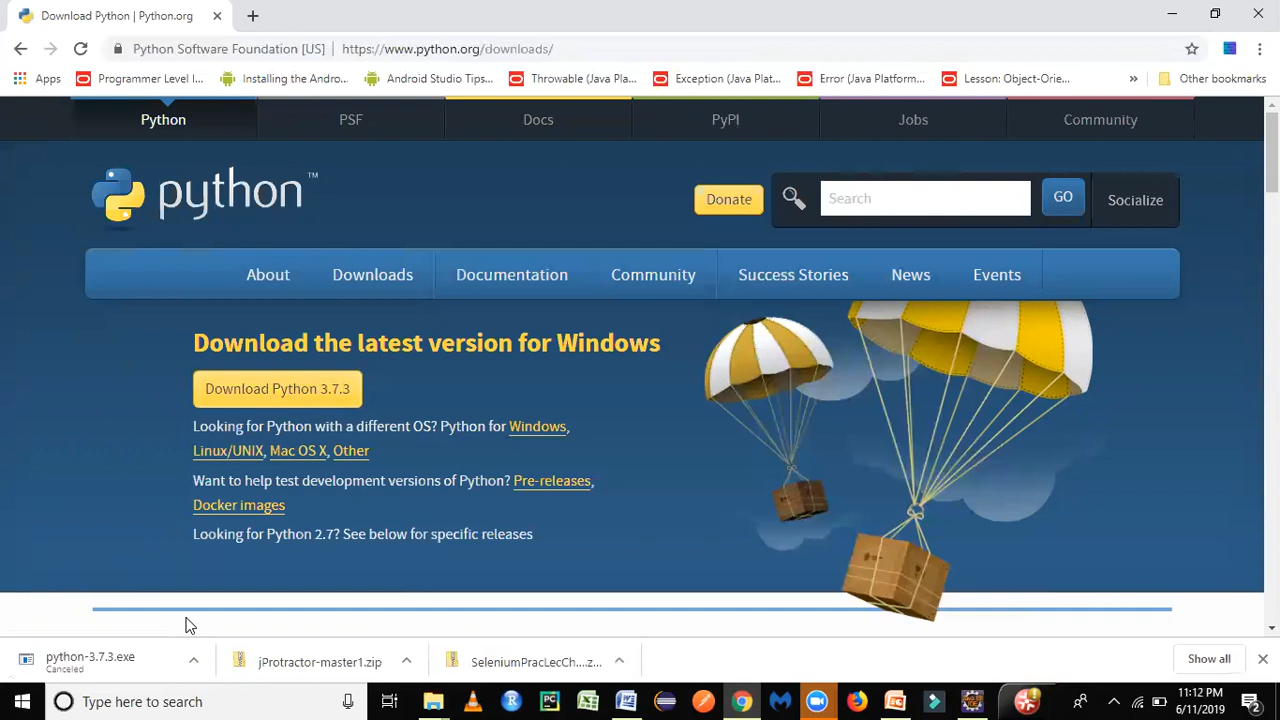 Download Python | Python.org
Python Software Foundation [US] | https://www.python.org/downloads/
Apps Programmer Level I... Installing the Andro... Android Studio Tips... Throwable (Java Pla... Exception (Java Plat... Error (Java Platform... Lesson: Object-Orie... » Other bookmarks
Python PSF Docs PyPI Jobs Community
python™ Donate Search GO Socialize
About Downloads Documentation Community Success Stories News Events
Download the latest version for Windows
Download Python 3.7.3
Looking for Python with a different OS? Python for Windows,
Linux/UNIX, Mac OS X, Other
Want to help test development versions of Python? Pre-releases,
Docker images
Looking for Python 2.7? See below for specific releases
python-3.7.3.exe
Canceled
jProtractor-master1.zip
SeleniumPracLecCh....z...
Show all
Type here to search
11:12 PM
6/11/2019
2